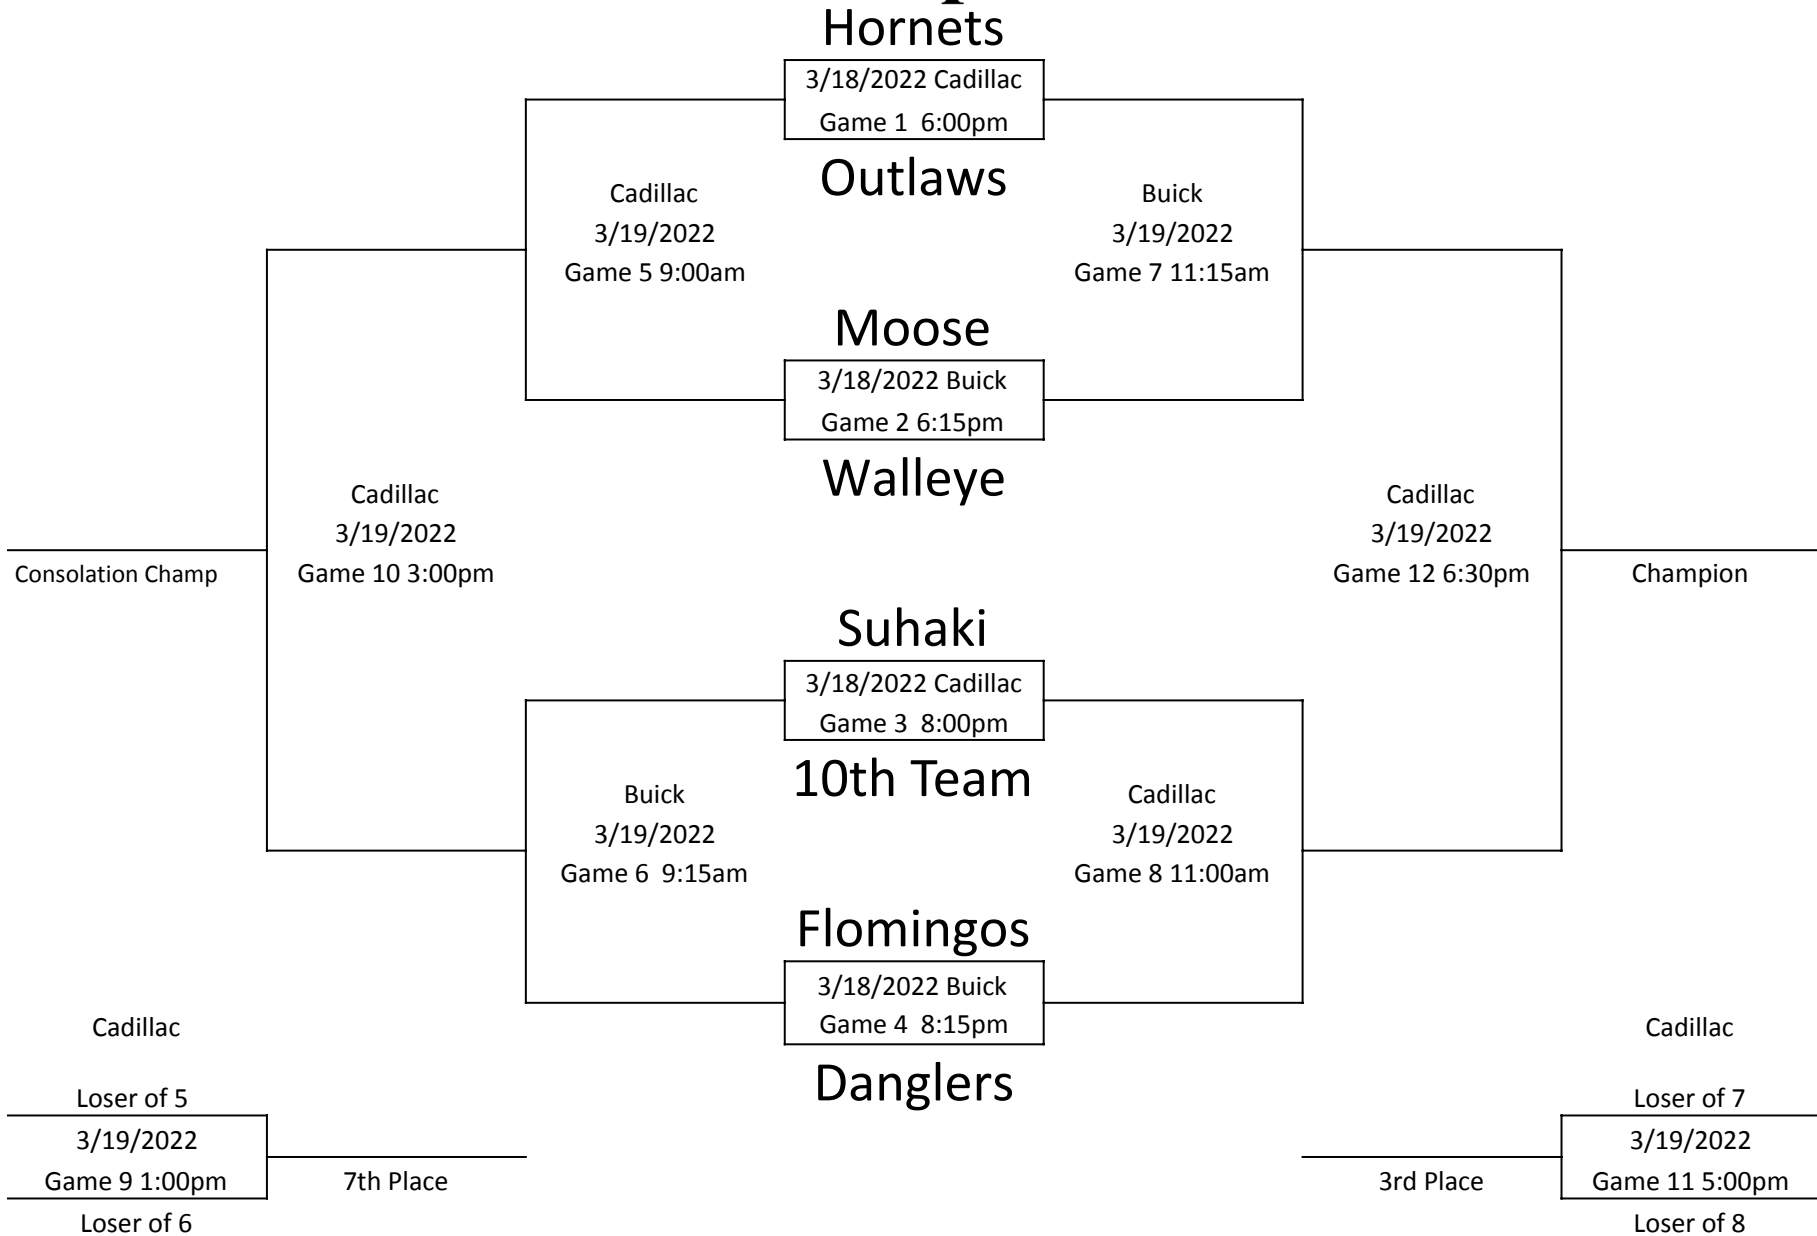 Hornets
3/18/2022 Cadillac
Game 1 6:00pm
Outlaws
Cadillac
3/19/2022
Game 5 9:00am
Buick
3/19/2022
Game 7 11:15am
Moose
3/18/2022 Buick
Game 2 6:15pm
Walleye
Cadillac
3/19/2022
Game 10 3:00pm
Consolation Champ
Cadillac
3/19/2022
Game 12 6:30pm
Champion
Suhaki
3/18/2022 Cadillac
Game 3 8:00pm
10th Team
Buick
3/19/2022
Game 6 9:15am
Cadillac
3/19/2022
Game 8 11:00am
Flomingos
3/18/2022 Buick
Game 4 8:15pm
Danglers
Cadillac
Loser of 5
3/19/2022
Game 9 1:00pm
Loser of 6
7th Place
Cadillac
Loser of 7
3/19/2022
Game 11 5:00pm
Loser of 8
3rd Place